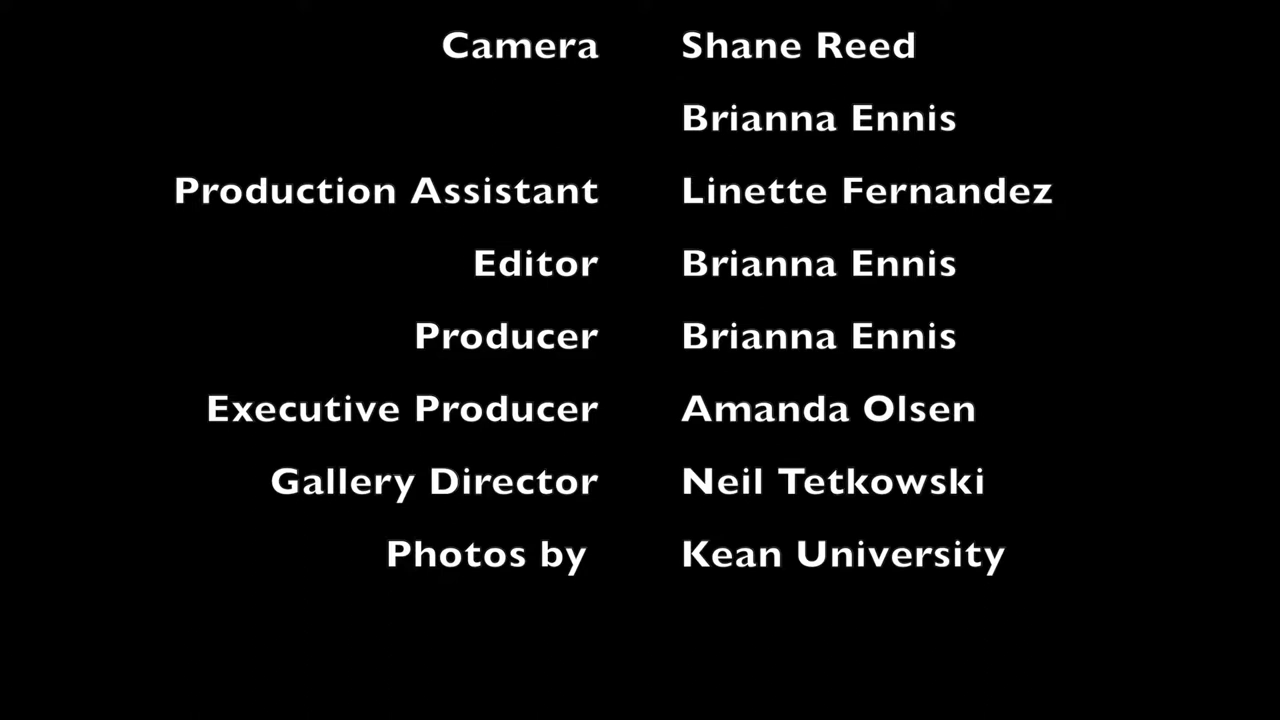 Camera Shane Reed
Brianna Ennis
Production Assistant Linette Fernandez
Editor Brianna Ennis
Producer Brianna Ennis
Executive Producer Amanda Olsen
Gallery Director Neil Tetkowski
Photos by Kean University